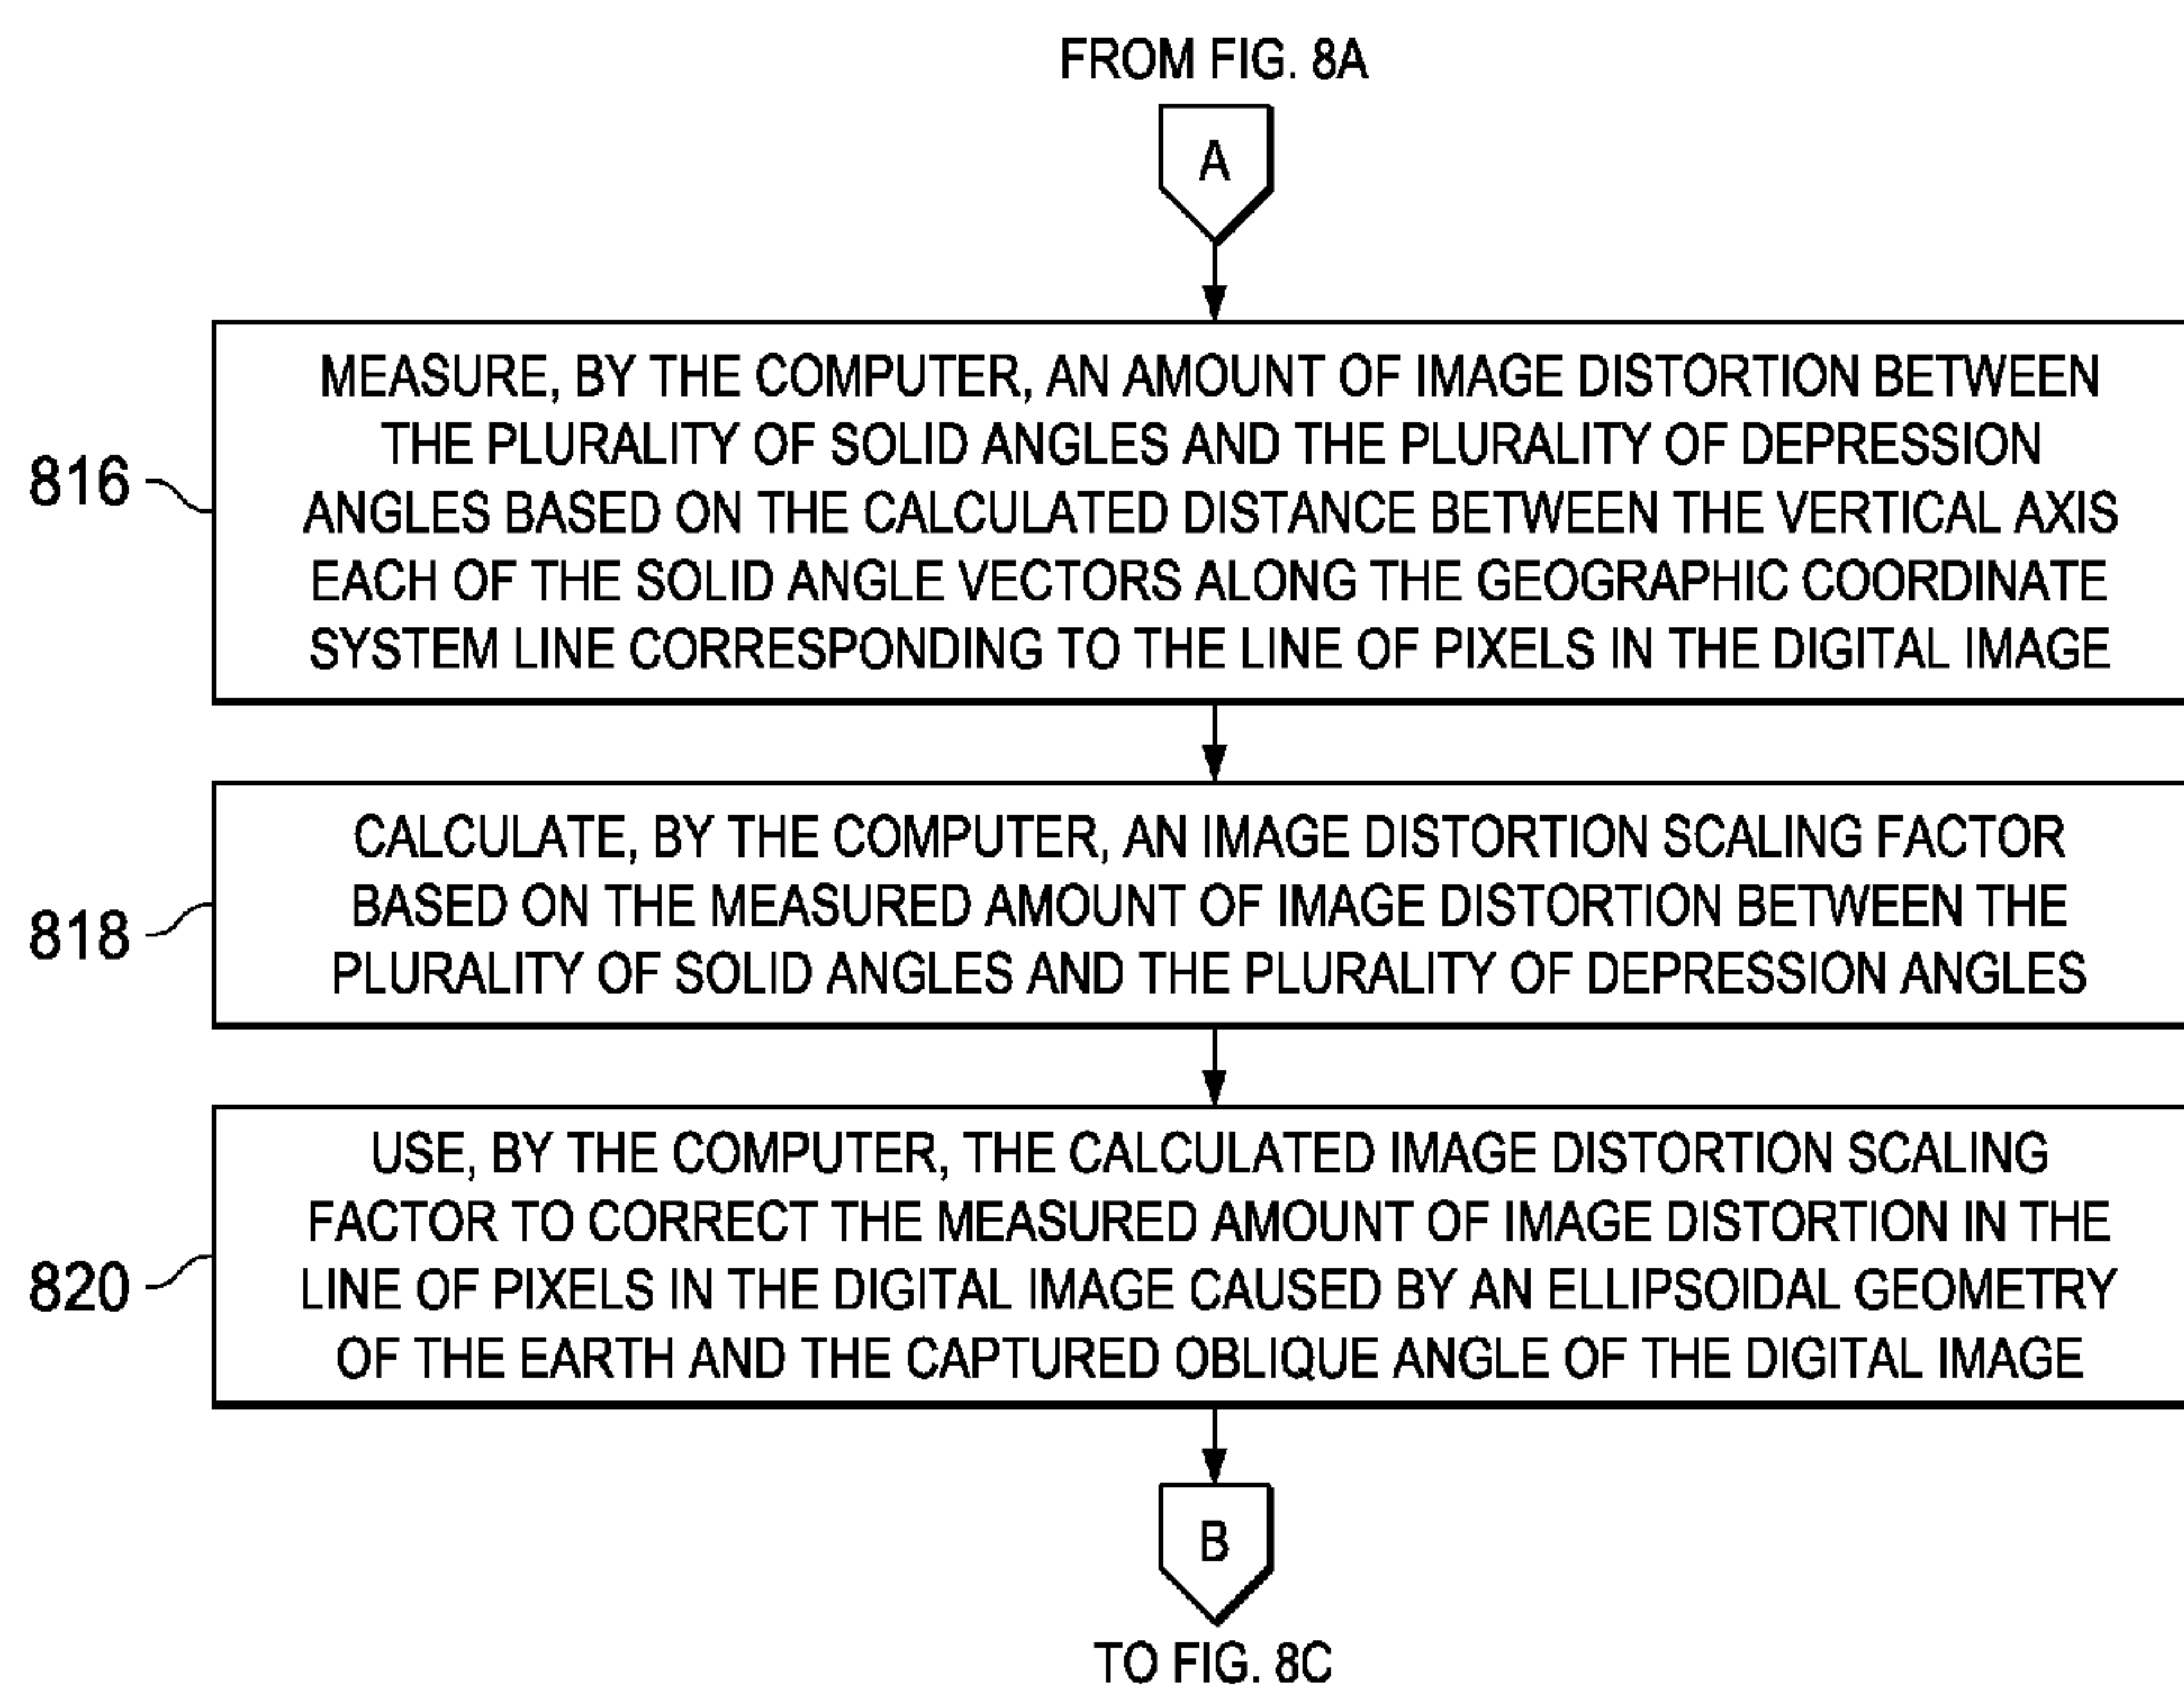 FROM FIG. 8A
A
MEASURE, BY THE COMPUTER, AN AMOUNT OF IMAGE DISTORTION BETWEEN
THE PLURALITY OF SOLID ANGLES AND THE PLURALITY OF DEPRESSION
816
ANGLES BASED ON THE CALCULATED DISTANCE BETWEEN THE VERTICAL AXIS
EACH OF THE SOLID ANGLE VECTORS ALONG THE GEOGRAPHIC COORDINATE
SYSTEM LINE CORRESPONDING TO THE LINE OF PIXELS IN THE DIGITAL IMAGE
CALCULATE, BY THE COMPUTER, AN IMAGE DISTORTION SCALING FACTOR
BASED ON THE MEASURED AMOUNT OF IMAGE DISTORTION BETWEEN THE
818
PLURALITY OF SOLID ANGLES AND THE PLURALITY OF DEPRESSION ANGLES
USE, BY THE COMPUTER, THE CALCULATED IMAGE DISTORTION SCALING
FACTOR TO CORRECT THE MEASURED AMOUNT OF IMAGE DISTORTION IN THE
820
LINE OF PIXELS IN THE DIGITAL IMAGE CAUSED BY AN ELLIPSOIDAL GEOMETRY
OF THE EARTH AND THE CAPTURED OBLIQUE ANGLE OF THE DIGITAL IMAGE
B
TO FIG. 8C